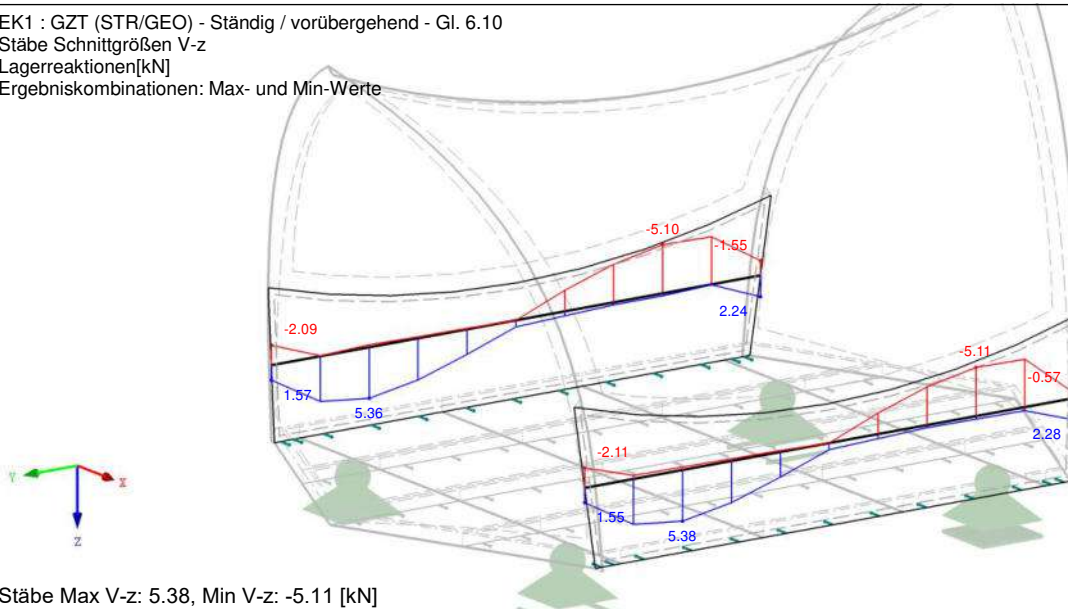 EK1 : GZT (STR/GEO) - Ständig / vorübergehend - Gl. 6.10
Stäbe Schnittgrößen V-z
Lagerreaktionen[kN]
Ergebniskombinationen: Max- und Min-Werte
-5.10
-1.55
2.24
-2.09
1.57
5.36
-5.11
-0.57
2.28
-2.11
1.55
5.38
Y
X
Z
Stäbe Max V-z: 5.38, Min V-z: -5.11 [kN]